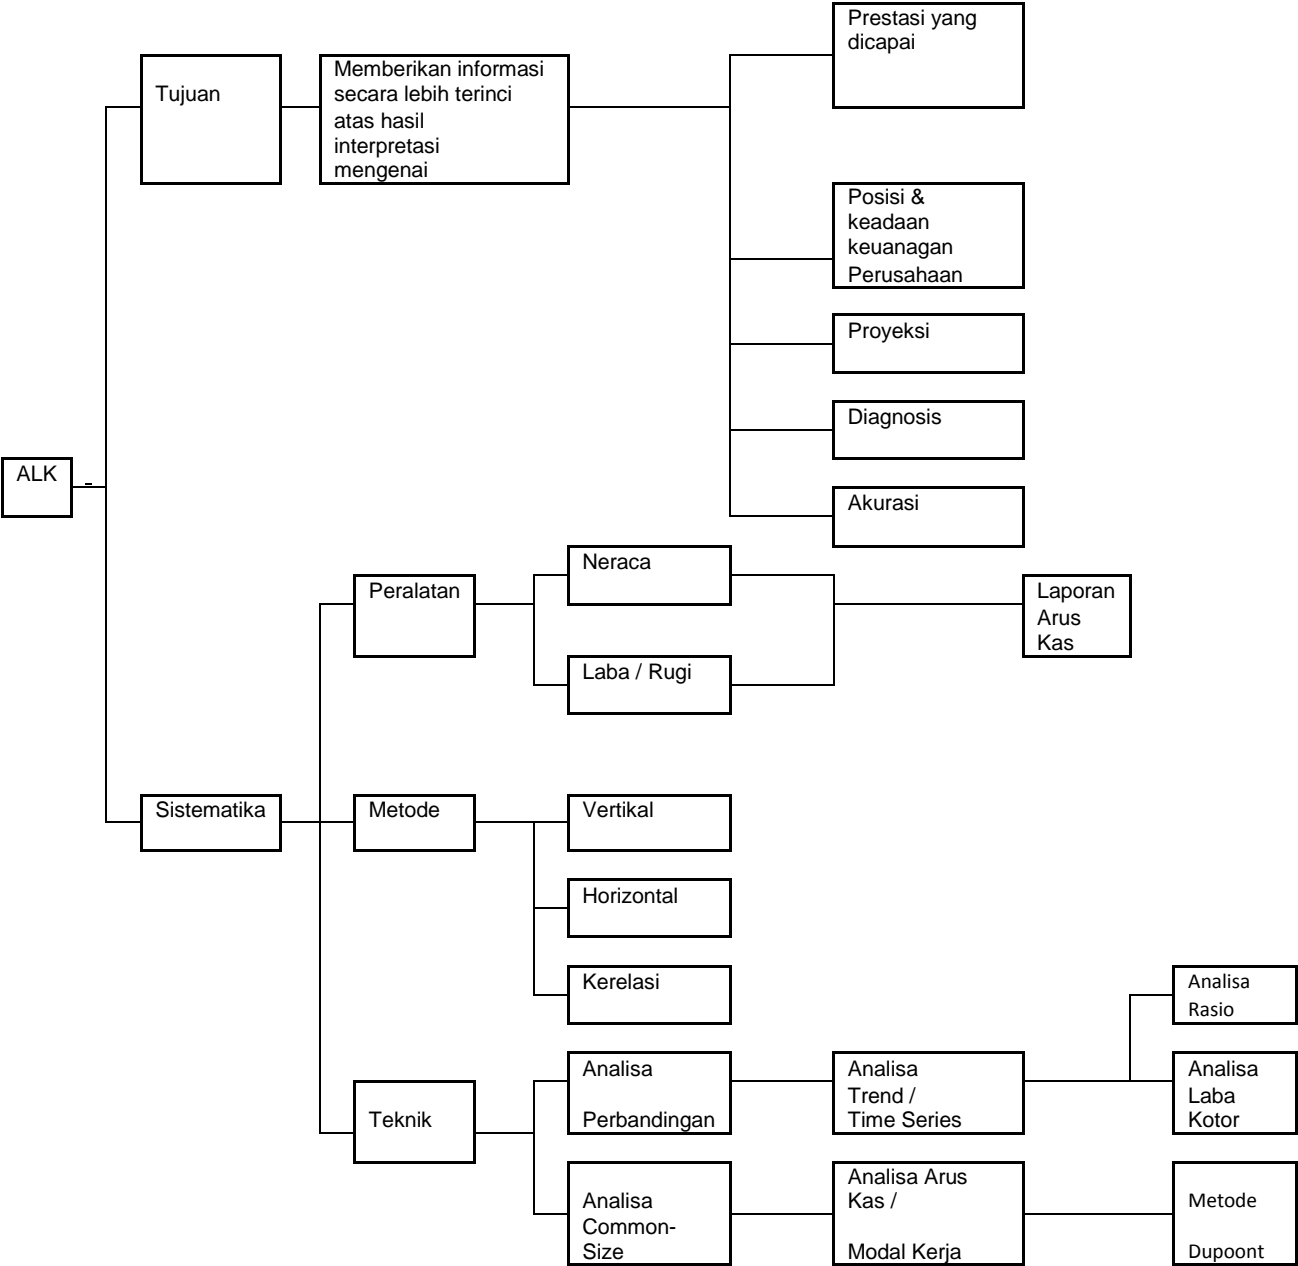 Prestasi yang
dicapai
Tujuan
Memberikan informasi
secara lebih terinci
atas hasil
interpretasi
mengenai
Posisi &
keadaan
keuanagan
Perusahaan
Proyeksi
Diagnosis
ALK
Akurasi
Neraca
Peralatan
Laporan
Arus
Kas
Laba / Rugi
Sistematika
Metode
Vertikal
Horizontal
Kerelasi
Analisa
Rasio
Teknik
Analisa
Perbandingan
Analisa
Trend /
Time Series
Analisa
Laba
Kotor
Analisa
Common-
Size
Analisa Arus
Kas /
Modal Kerja
Metode
Dupoont